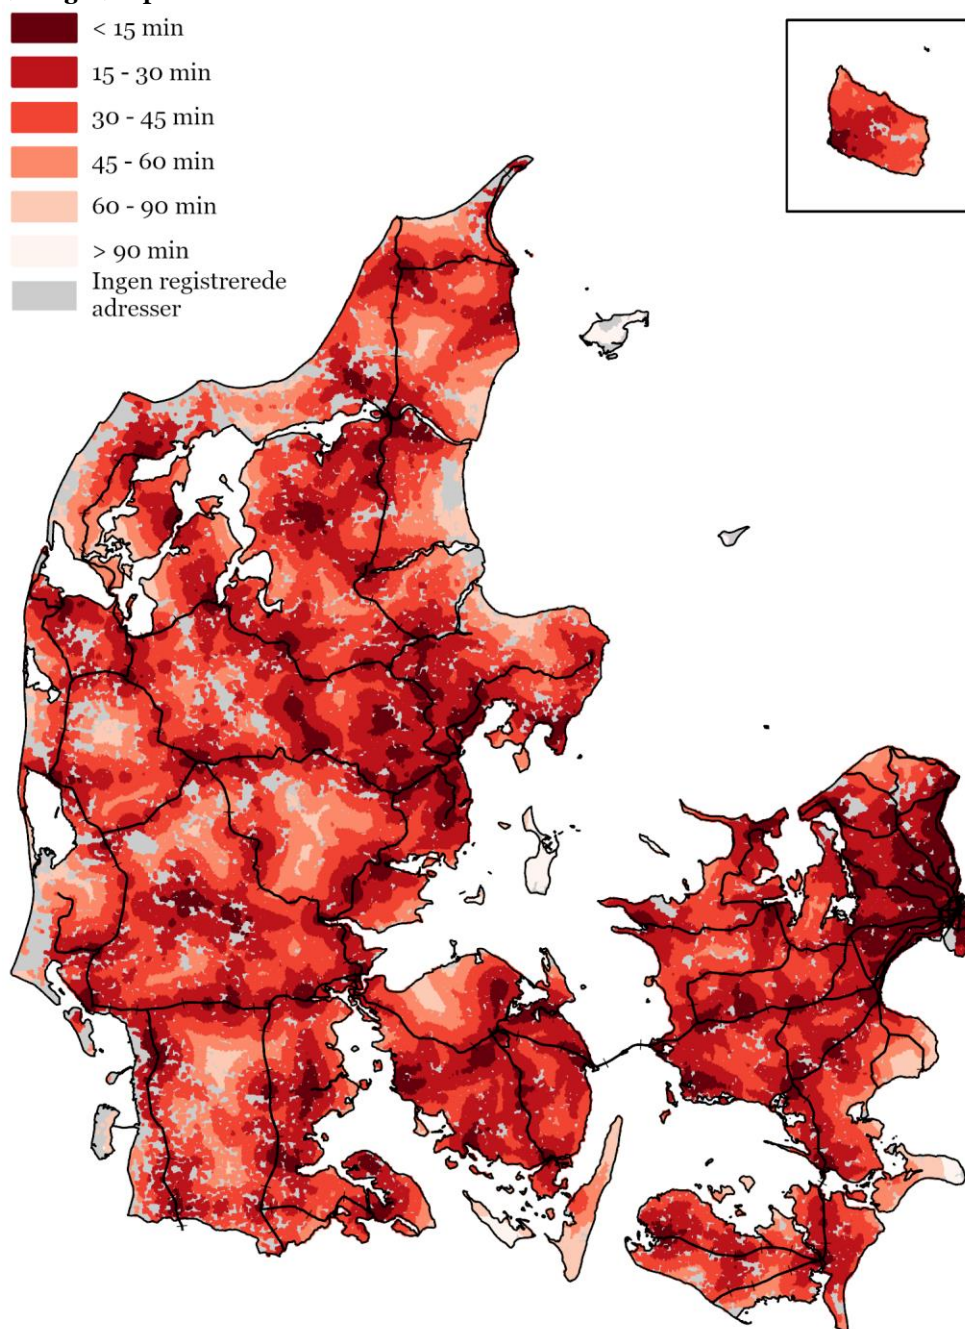 < 15 min
15 - 30 min
30 - 45 min
45 - 60 min
60 - 90 min
> 90 min
Ingen registrerede
adresser